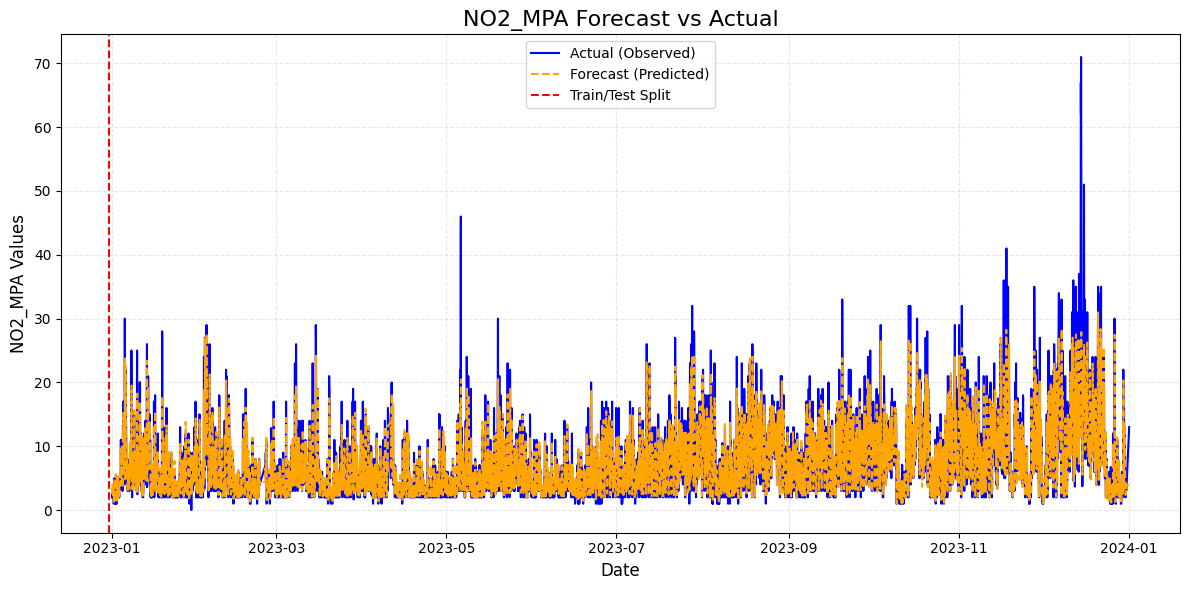 NO2_MPA Forecast vs Actual
Actual (Observed)
Forecast (Predicted)
Train/Test Split
NO2_MPA Values
70
60
50
40
30
20
10
0
2023-01
2023-03
2023-05
2023-07
2023-09
2023-11
2024-01
Date